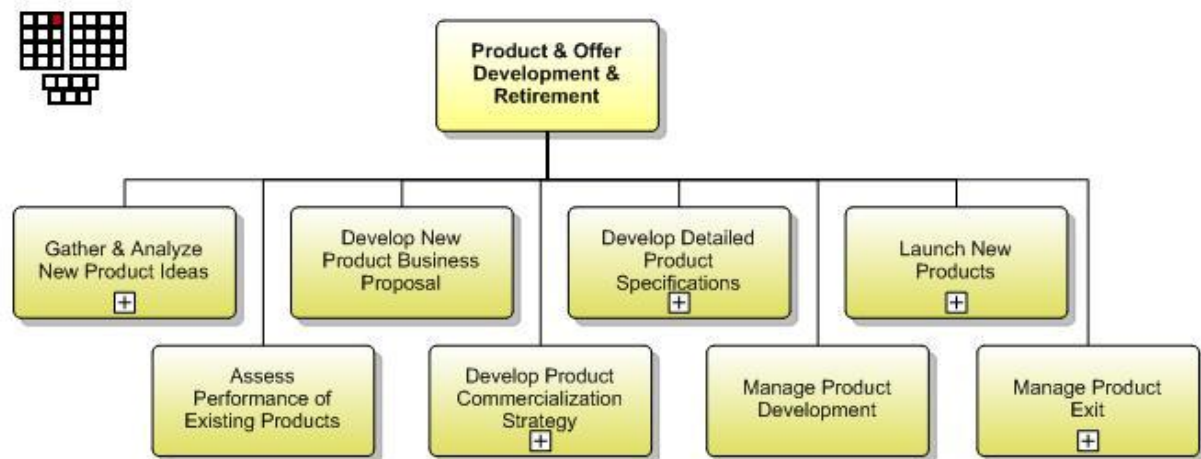 Product & Offer
Development &
Retirement
Gather & Analyze
New Product Ideas
Develop New
Product Business
Proposal
Develop Detailed
Product
Specifications
Launch New
Products
Assess
Performance of
Existing Products
Develop Product
Commercialization
Strategy
Manage Product
Development
Manage Product
Exit